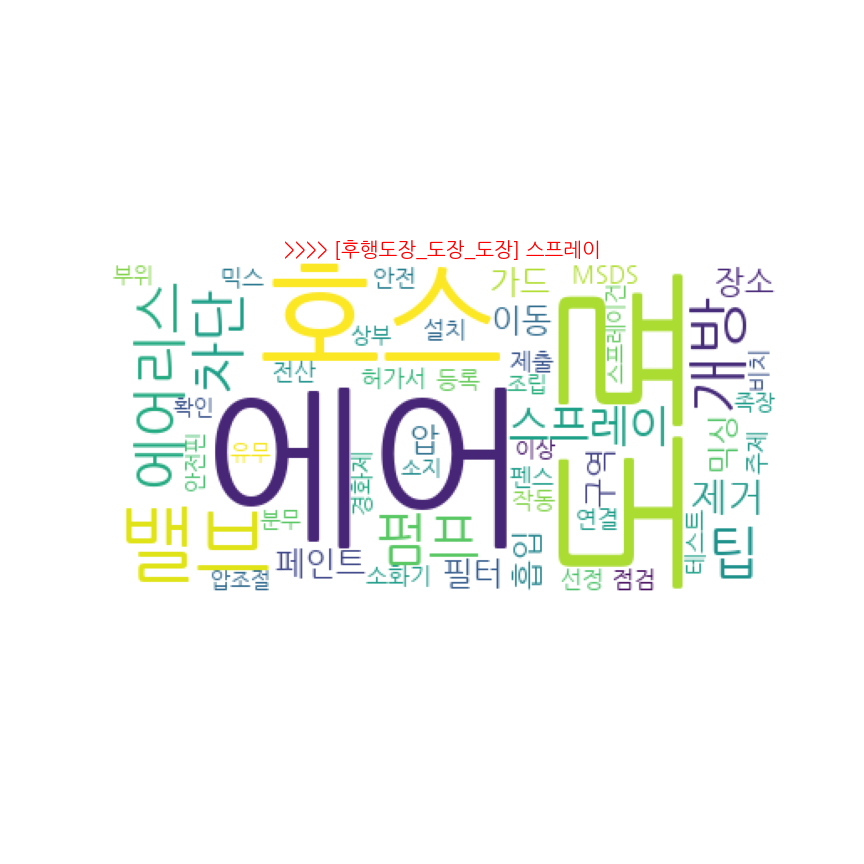 >>>> [후행도장_도장_도장] 스프레이
부위
믹스
안전
가드
MSDS
장소
호스
에어리스
차단
상부
설치
이동
스프레이건
도료
개방
비치
전산
허가서
등록
제출
조립
족장
확인
안전핀
유무
에어
압
소지
스프레이
이상
믹싱
추제
경화제
펜스
구역
작동
제거
밸브
분무
펌프
연결
테스트
팁
압조절
페인트
소화기
필터
흡입
선정
점검